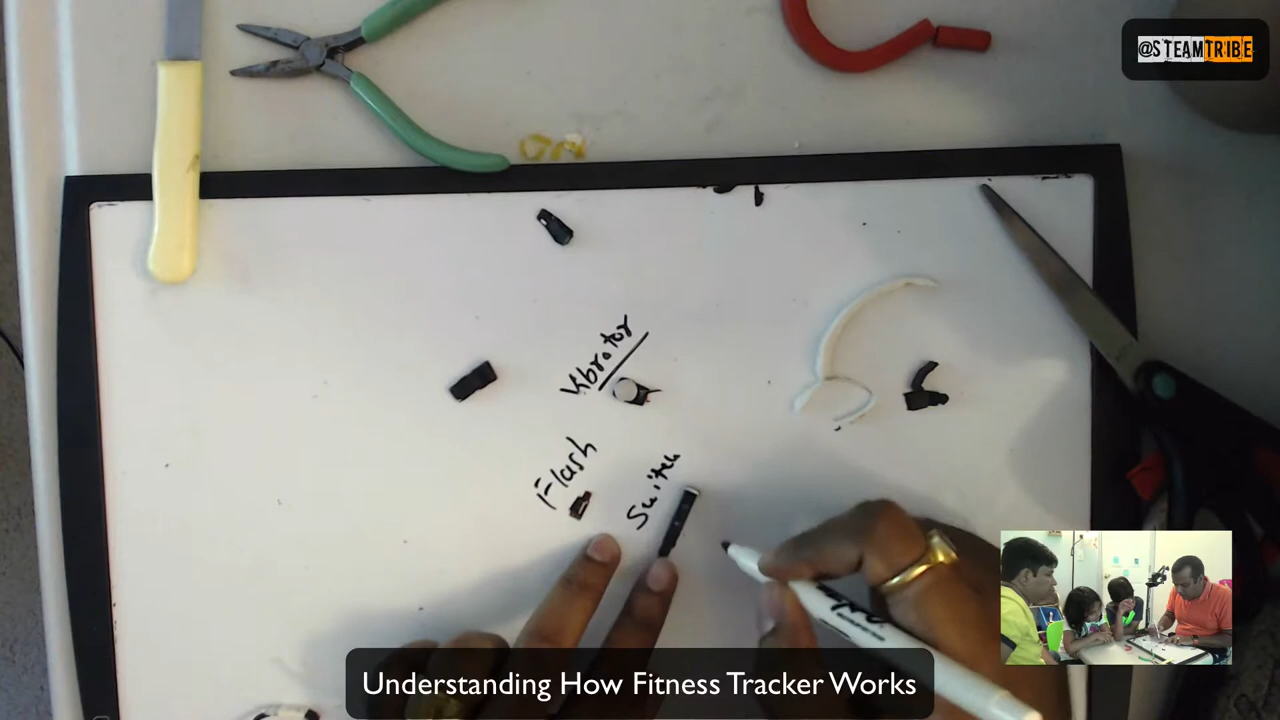 @STEAMTRIBE
Vibrator
Flash
Switch
Understanding How Fitness Tracker Works